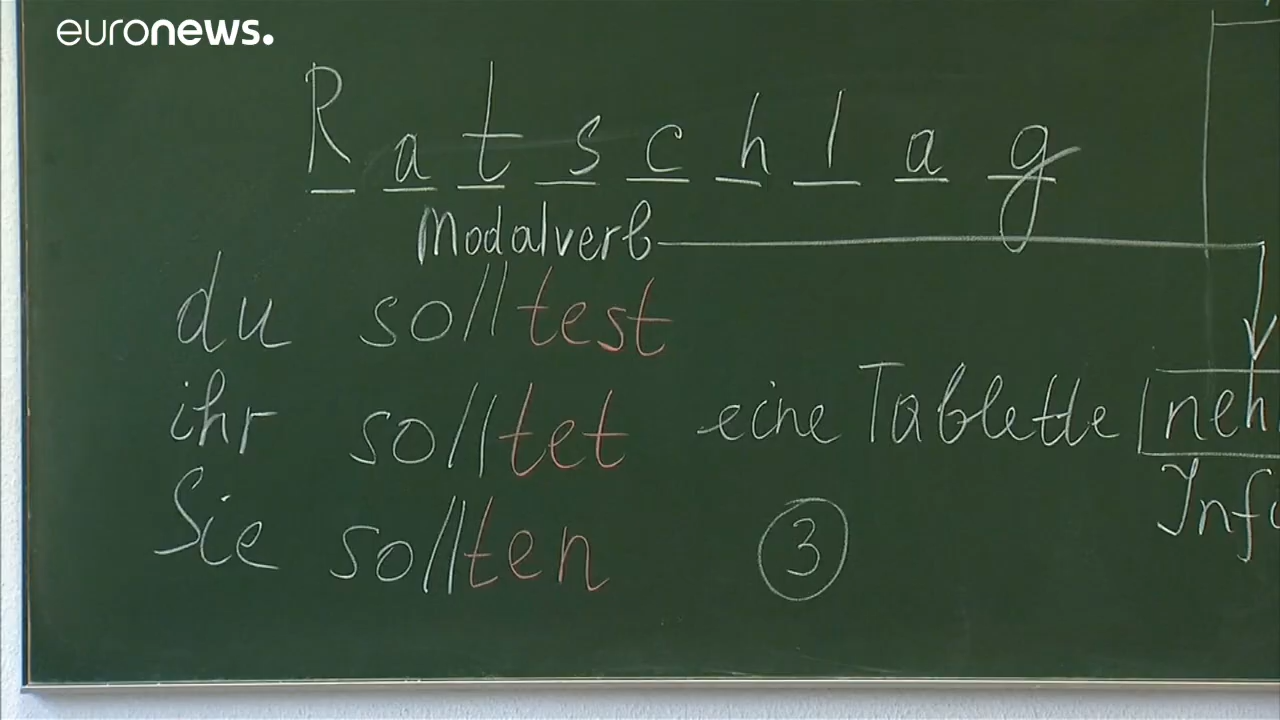 euronews.
Ratschlag
Modalverb
du solltest
ihr solltet eine Tablette
Sie sollten 3